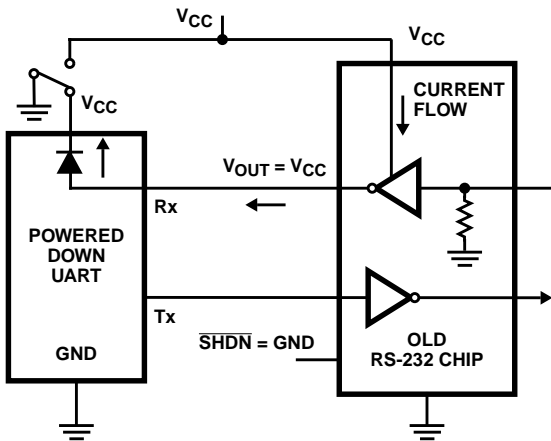 VCC
VCC
VCC
CURRENT
FLOW
VOUT = VCC
Rx
POWERED
DOWN
UART
Tx
SHDN = GND
GND
OLD
RS-232 CHIP